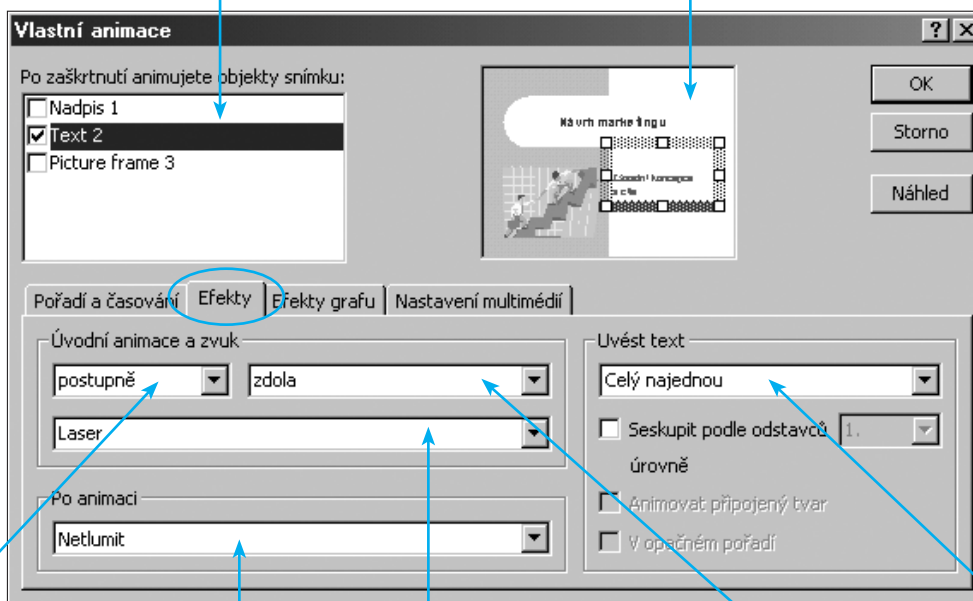 Vlastní animace
Po zaškrtnutí animujete objekty snímku:
Nadpis 1
Text 2
Picture frame 3
Návrh marketingu
OK
Storno
Náhled
Pořadí a časování
Efekty
Efekty grafu
Nastavení multimédií
Úvodní animace a zvuk
postupně
zdola
Laser
Po animaci
Netlumit
Uvést text
Celý najednou
Seskupit podle odstavců 1.
úrovně
Animovat připojený tvar
V opačném pořadí